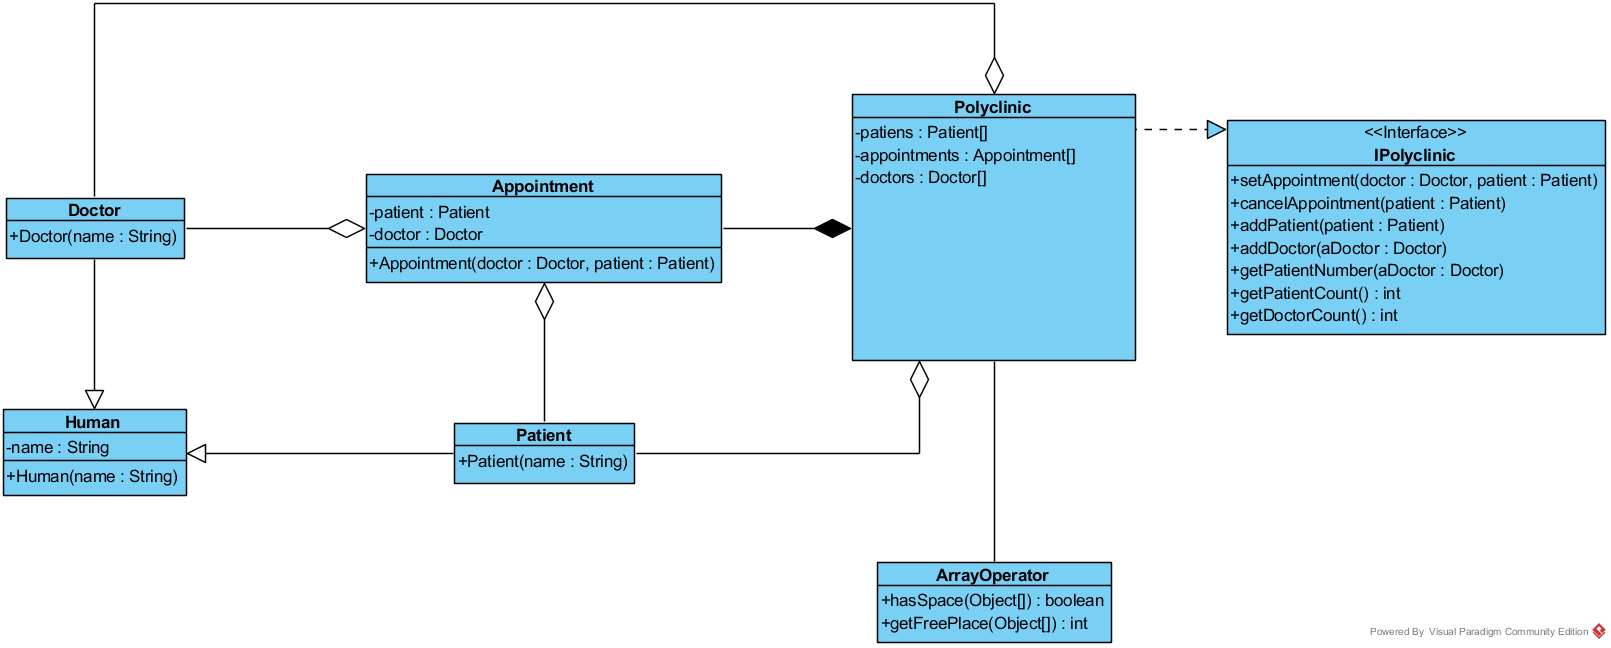 Polyclinic
-patiens : Patient[]
-appointments : Appointment[]
-doctors : Doctor[]
<<Interface>>
IPolyclinic
+setAppointment(doctor : Doctor, patient : Patient)
+cancelAppointment(patient : Patient)
+addPatient(patient : Patient)
+addDoctor(aDoctor : Doctor)
+getPatientNumber(aDoctor : Doctor)
+getPatientCount() : int
+getDoctorCount() : int
Appointment
-patient : Patient
-doctor : Doctor
+Appointment(doctor : Doctor, patient : Patient)
Doctor
+Doctor(name : String)
Human
-name : String
+Human(name : String)
Patient
+Patient(name : String)
ArrayOperator
+hasSpace(Object[]) : boolean
+getFreePlace(Object[]) : int
Powered By Visual Paradigm Community Edition